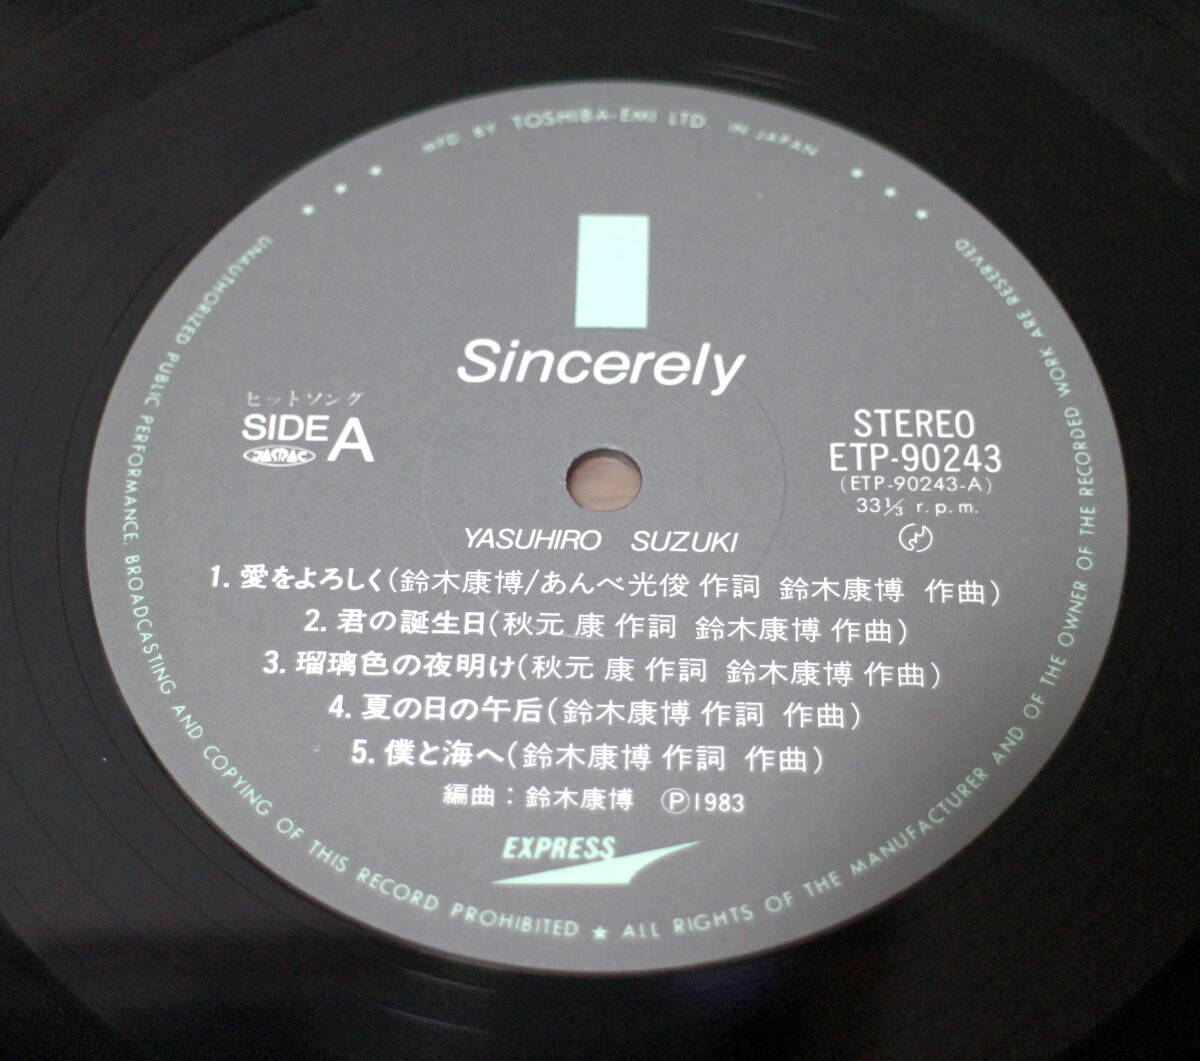 MFD. BY TOSHIBA-EMI LTD. IN JAPAN
Sincerely
ヒットソング
SIDE A
JASRAC
STEREO
ETP-90243
(ETP-90243-A)
33⅓ r.p.m.
YASUHIRO SUZUKI
1. 愛をよろしく(鈴木康博/あんべ光俊 作詞 鈴木康博 作曲)
2. 君の誕生日(秋元 康 作詞 鈴木康博 作曲)
3. 瑠璃色の夜明け(秋元 康 作詞 鈴木康博 作曲)
4. 夏の日の午后(鈴木康博 作詞 作曲)
5. 僕と海へ(鈴木康博 作詞 作曲)
編曲：鈴木康博 Ⓟ1983
EXPRESS
UNAUTHORIZED PUBLIC PERFORMANCE, BROADCASTING AND COPYING OF THIS RECORD PROHIBITED ★ ALL RIGHTS OF THE MANUFACTURER AND OF THE OWNER OF THE RECORDED WORK ARE RESERVED